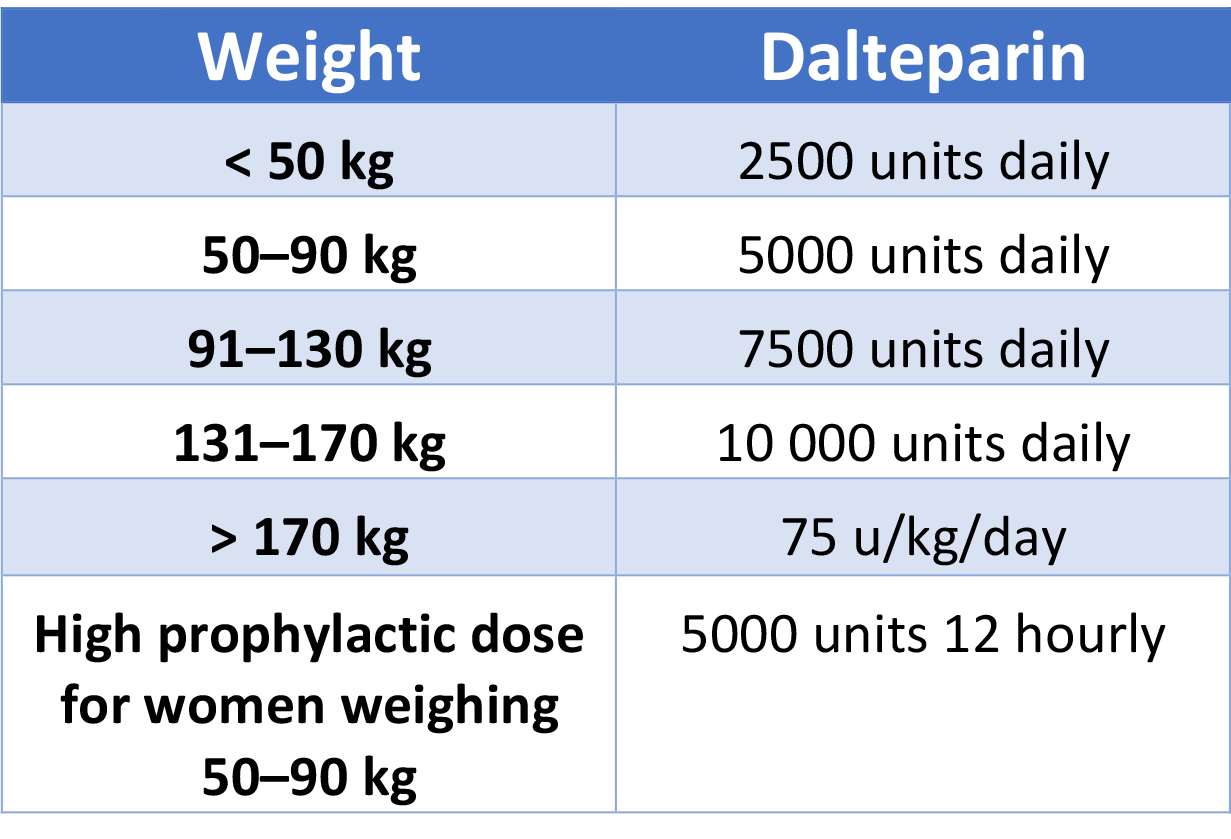 Weight Dalteparin
< 50 kg 2500 units daily
50–90 kg 5000 units daily
91–130 kg 7500 units daily
131–170 kg 10 000 units daily
> 170 kg 75 u/kg/day
High prophylactic dose 5000 units 12 hourly
for women weighing
50–90 kg